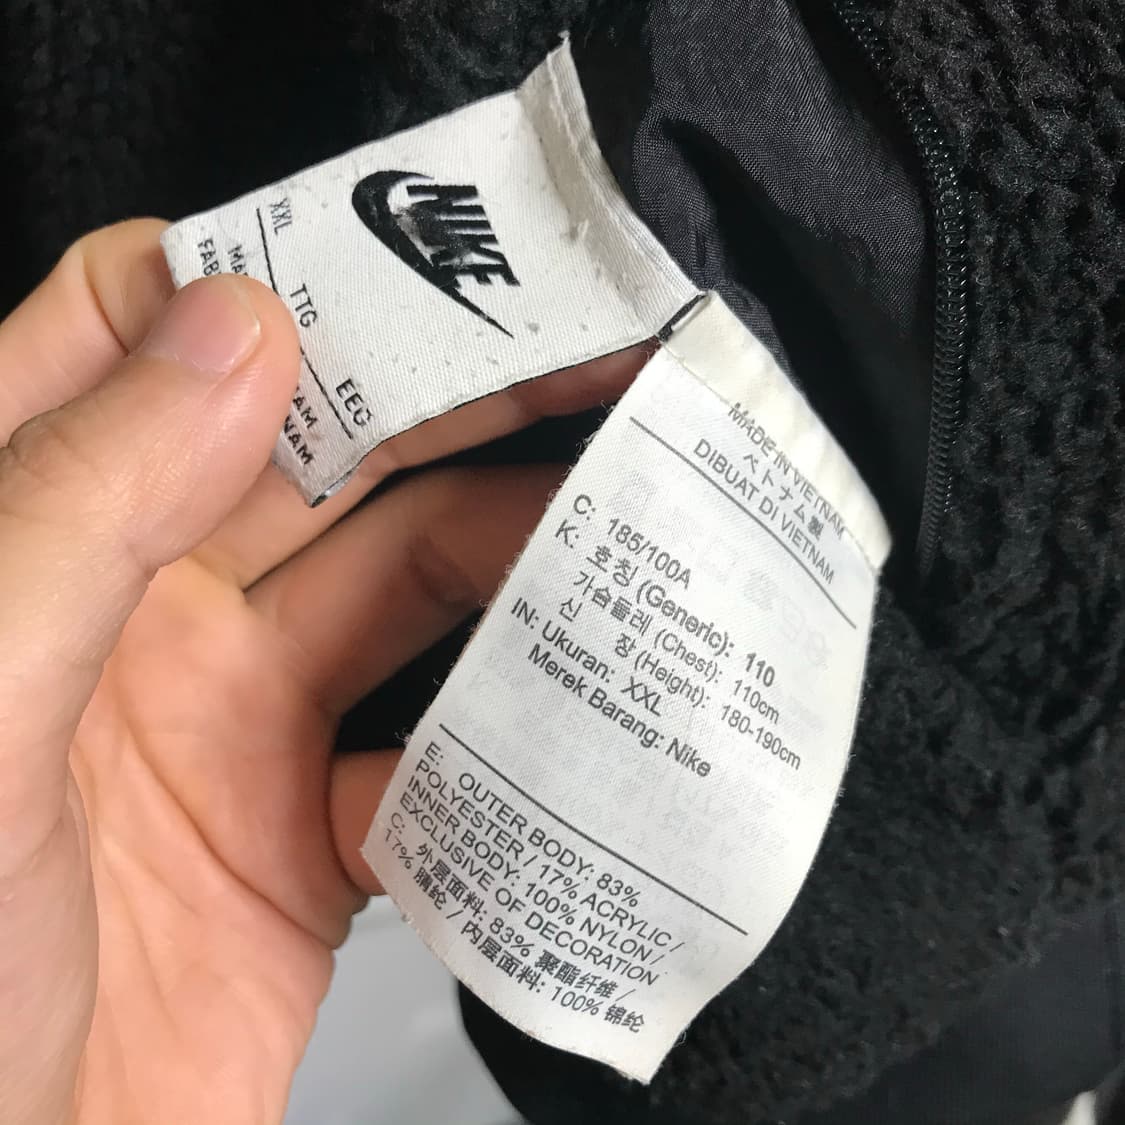 NIKE
XXL TTG EEG
MADE IN VIETNAM
ベトナム製
DIBUAT DI VIETNAM
C: 185/100A
K: 호칭 (Generic): 110
가슴둘레 (Chest): 110cm
신 장 (Height): 180-190cm
IN: Ukuran: XXL
Merek Barang: Nike
E: OUTER BODY: 83%
POLYESTER / 17% ACRYLIC /
INNER BODY: 100% NYLON /
EXCLUSIVE OF DECORATION
C: 外层面料: 83% 聚酯纤维 /
17% 腈纶 / 内层面料: 100% 锦纶